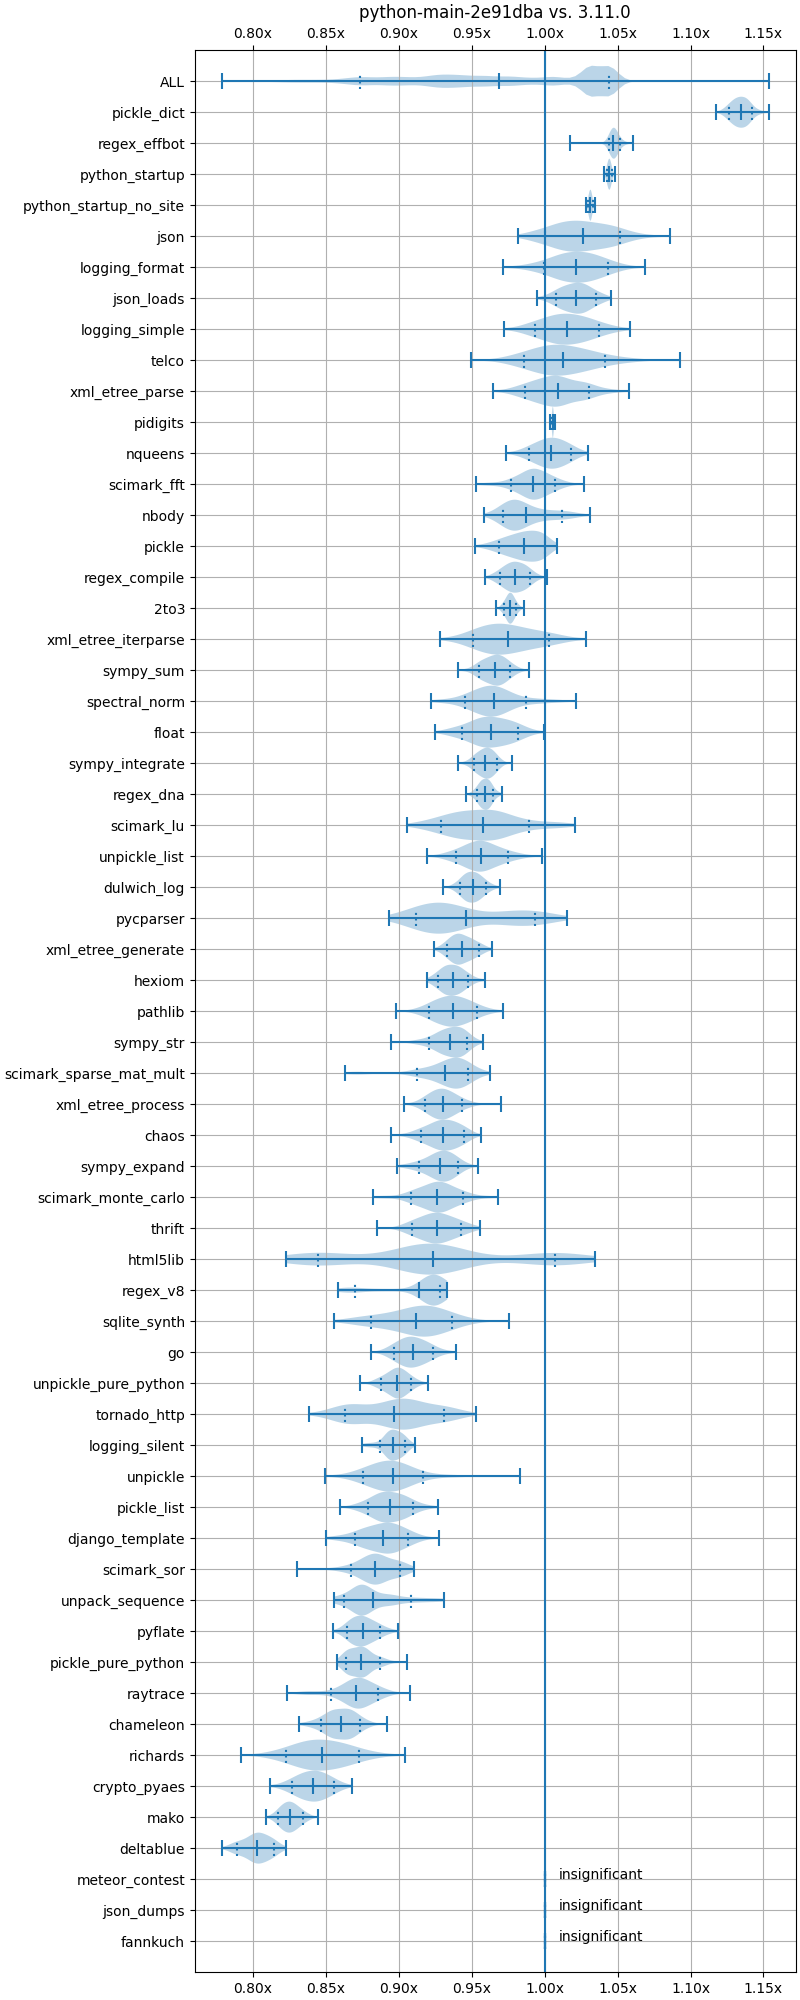 python-main-2e91dba vs. 3.11.0
0.80x 0.85x 0.90x 0.95x 1.00x 1.05x 1.10x 1.15x
ALL
pickle_dict
regex_effbot
python_startup
python_startup_no_site
json
logging_format
json_loads
logging_simple
telco
xml_etree_parse
pidigits
nqueens
scimark_fft
nbody
pickle
regex_compile
2to3
xml_etree_iterparse
sympy_sum
spectral_norm
float
sympy_integrate
regex_dna
scimark_lu
unpickle_list
dulwich_log
pycparser
xml_etree_generate
hexiom
pathlib
sympy_str
scimark_sparse_mat_mult
xml_etree_process
chaos
sympy_expand
scimark_monte_carlo
thrift
html5lib
regex_v8
sqlite_synth
go
unpickle_pure_python
tornado_http
logging_silent
unpickle
pickle_list
django_template
scimark_sor
unpack_sequence
pyflate
pickle_pure_python
raytrace
chameleon
richards
crypto_pyaes
mako
deltablue
meteor_contest insignificant
json_dumps insignificant
fannkuch insignificant
0.80x 0.85x 0.90x 0.95x 1.00x 1.05x 1.10x 1.15x